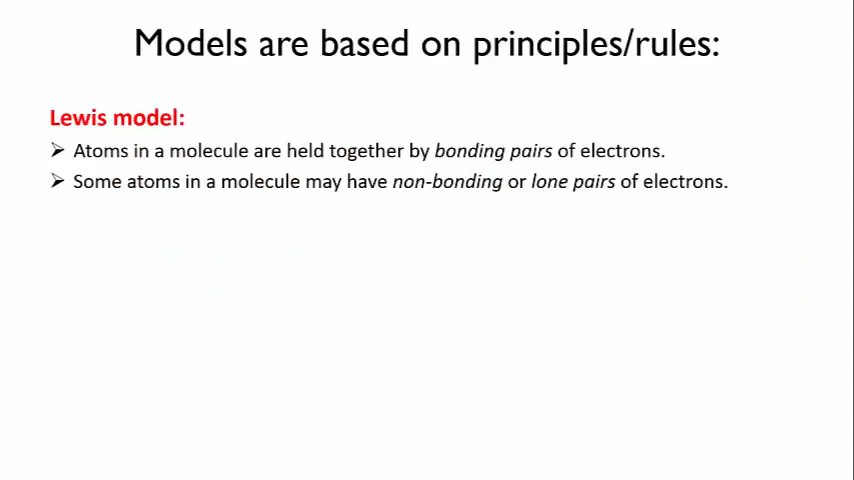 Models are based on principles/rules:
Lewis model:
➢ Atoms in a molecule are held together by bonding pairs of electrons.
➢ Some atoms in a molecule may have non-bonding or lone pairs of electrons.